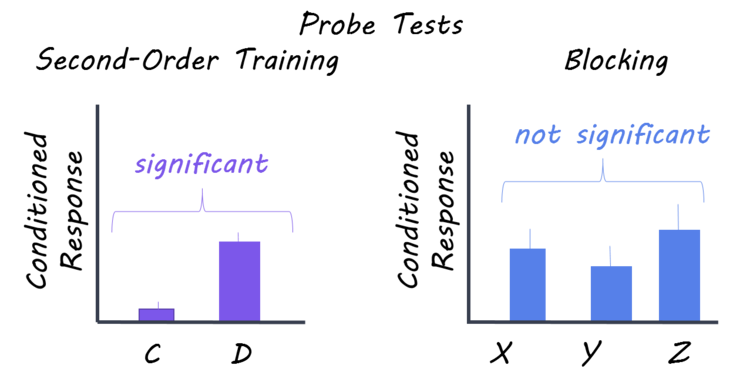 Probe Tests
Second-Order Training
Blocking
Conditioned
Response
significant
C
D
Conditioned
Response
not significant
X
Y
Z